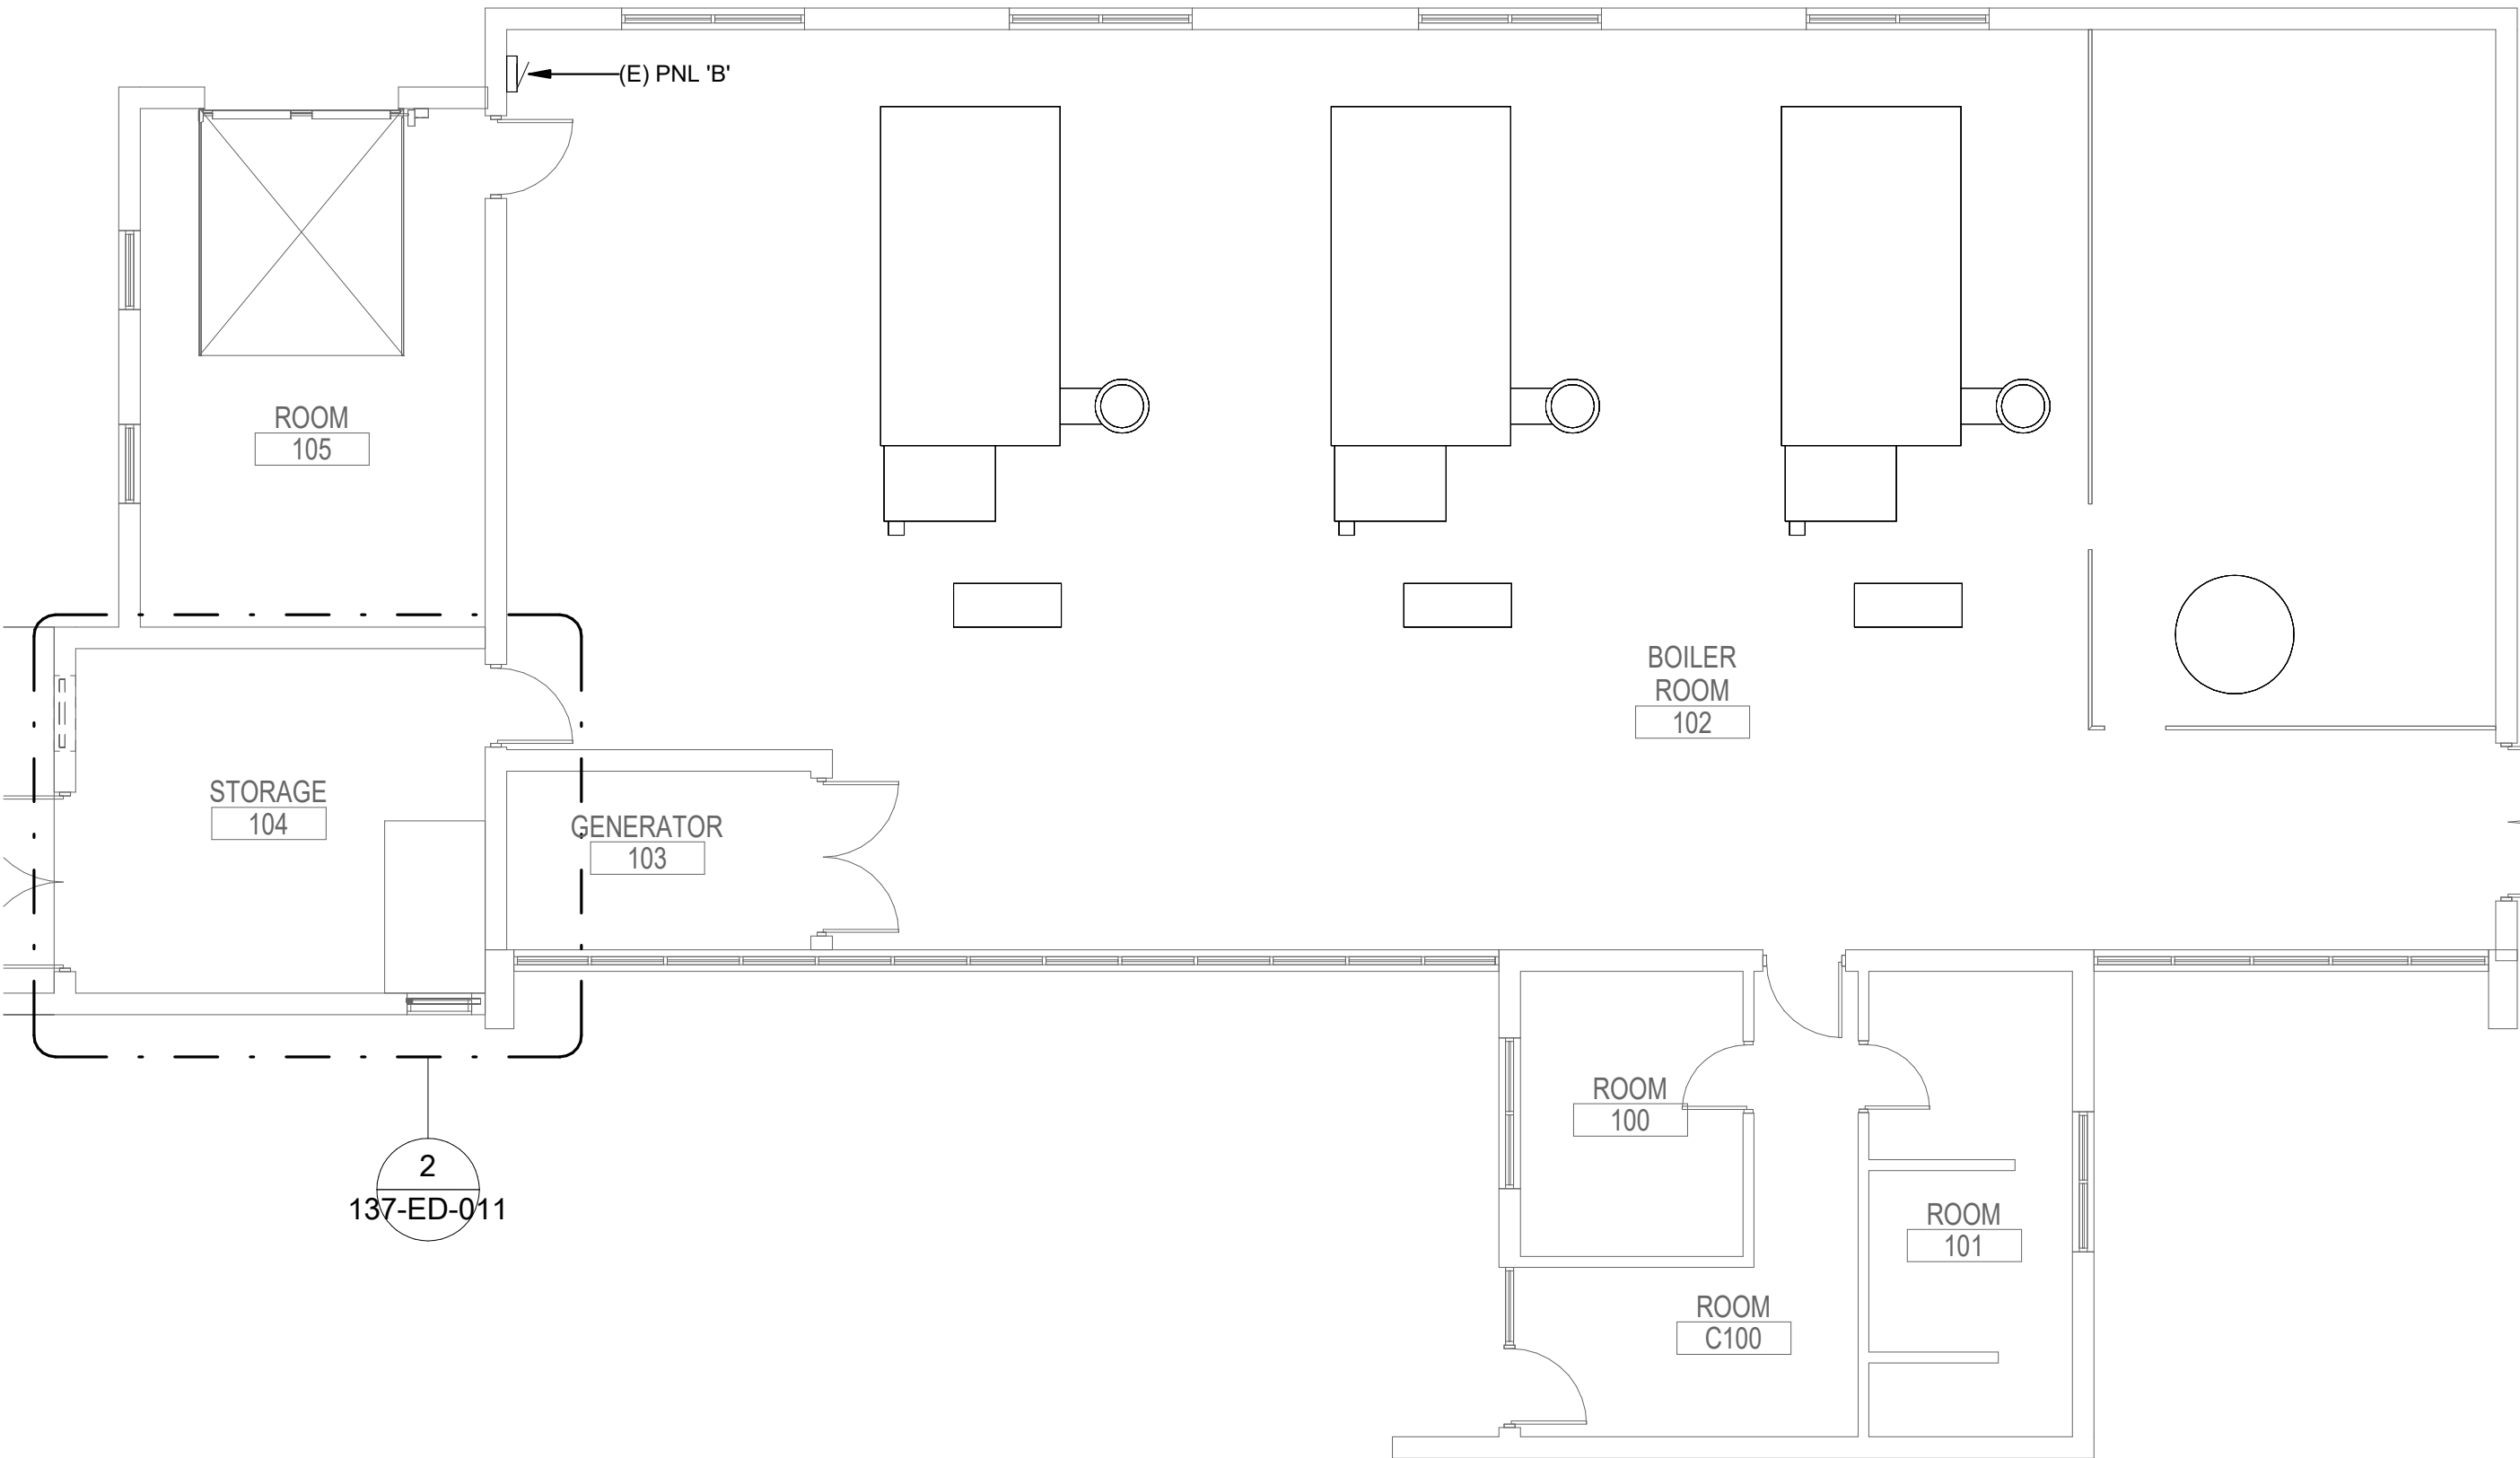 (E) PNL 'B'
ROOM
105
BOILER
ROOM
102
STORAGE
104
GENERATOR
103
ROOM
100
2
137-ED-011
ROOM
101
ROOM
C100